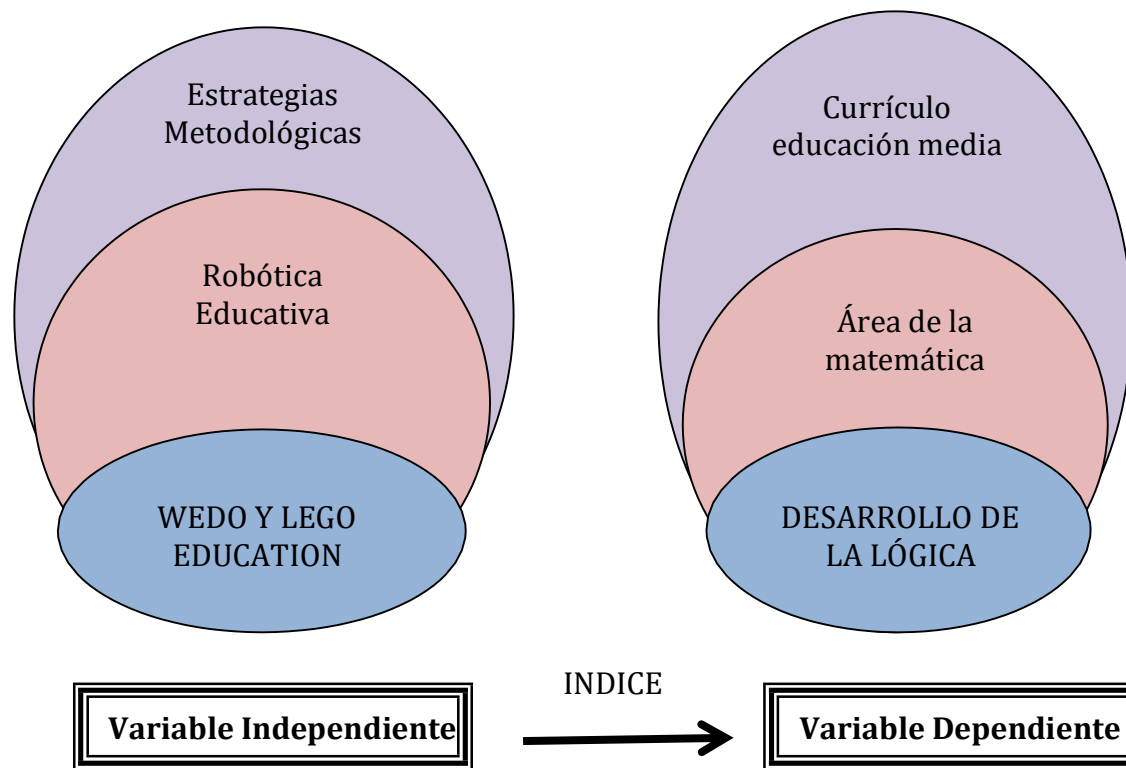 Estrategias
Metodológicas
Robótica
Educativa
WEDO Y LEGO
EDUCATION
Currículo
educación media
Área de la
matemática
DESARROLLO DE
LA LÓGICA
INDICE
Variable Independiente
Variable Dependiente